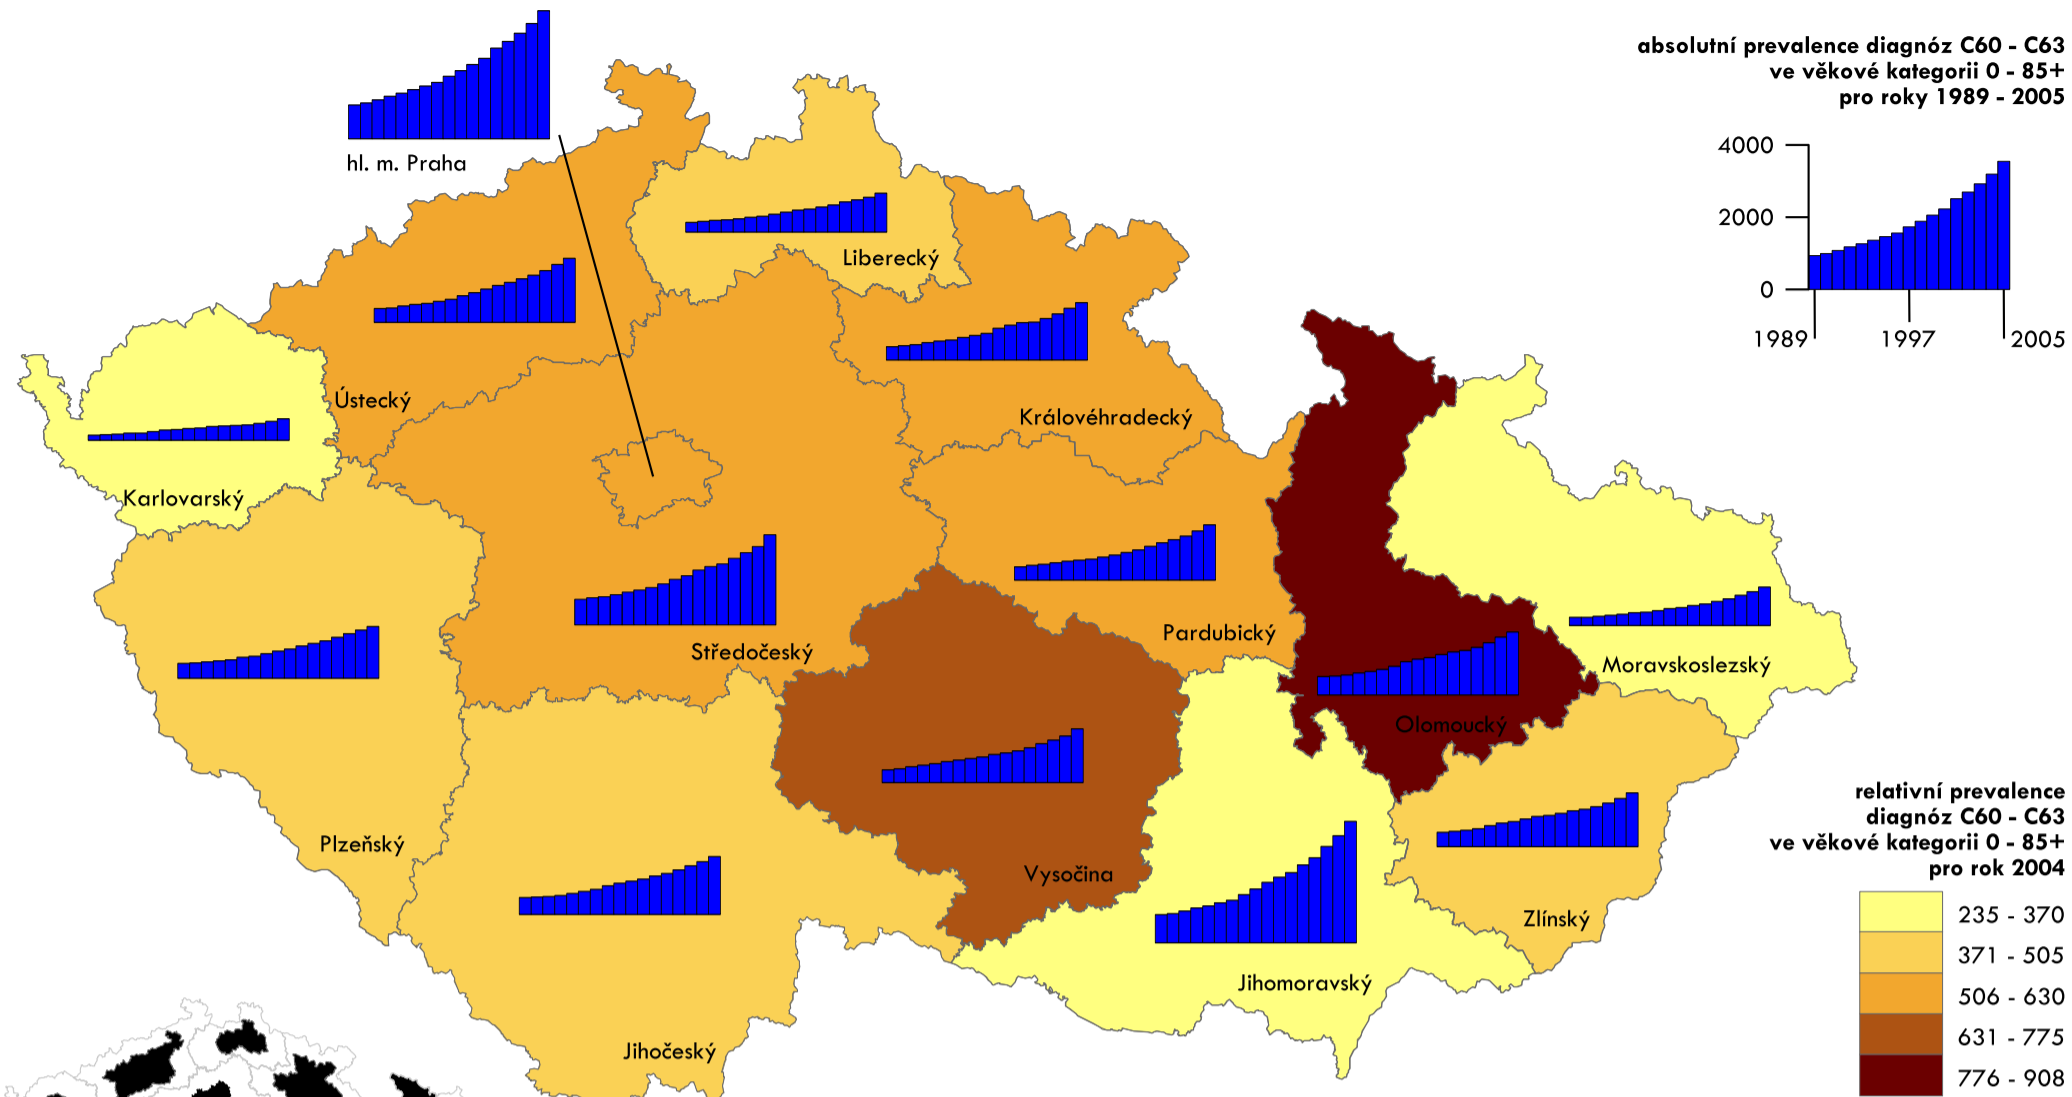 absolutní prevalence diagnóz C60 - C63
ve věkové kategorii 0 - 85+
pro roky 1989 - 2005
4000
2000
0
1989
1997
2005
hl. m. Praha
Liberecký
Ústecký
Královéhradecký
Karlovarský
Pardubický
Středočeský
Moravskoslezský
Olomoucký
Plzeňský
Vysočina
Zlínský
Jihomoravský
Jihočeský
relativní prevalence
diagnóz C60 - C63
ve věkové kategorii 0 - 85+
pro rok 2004
235 - 370
371 - 505
506 - 630
631 - 775
776 - 908